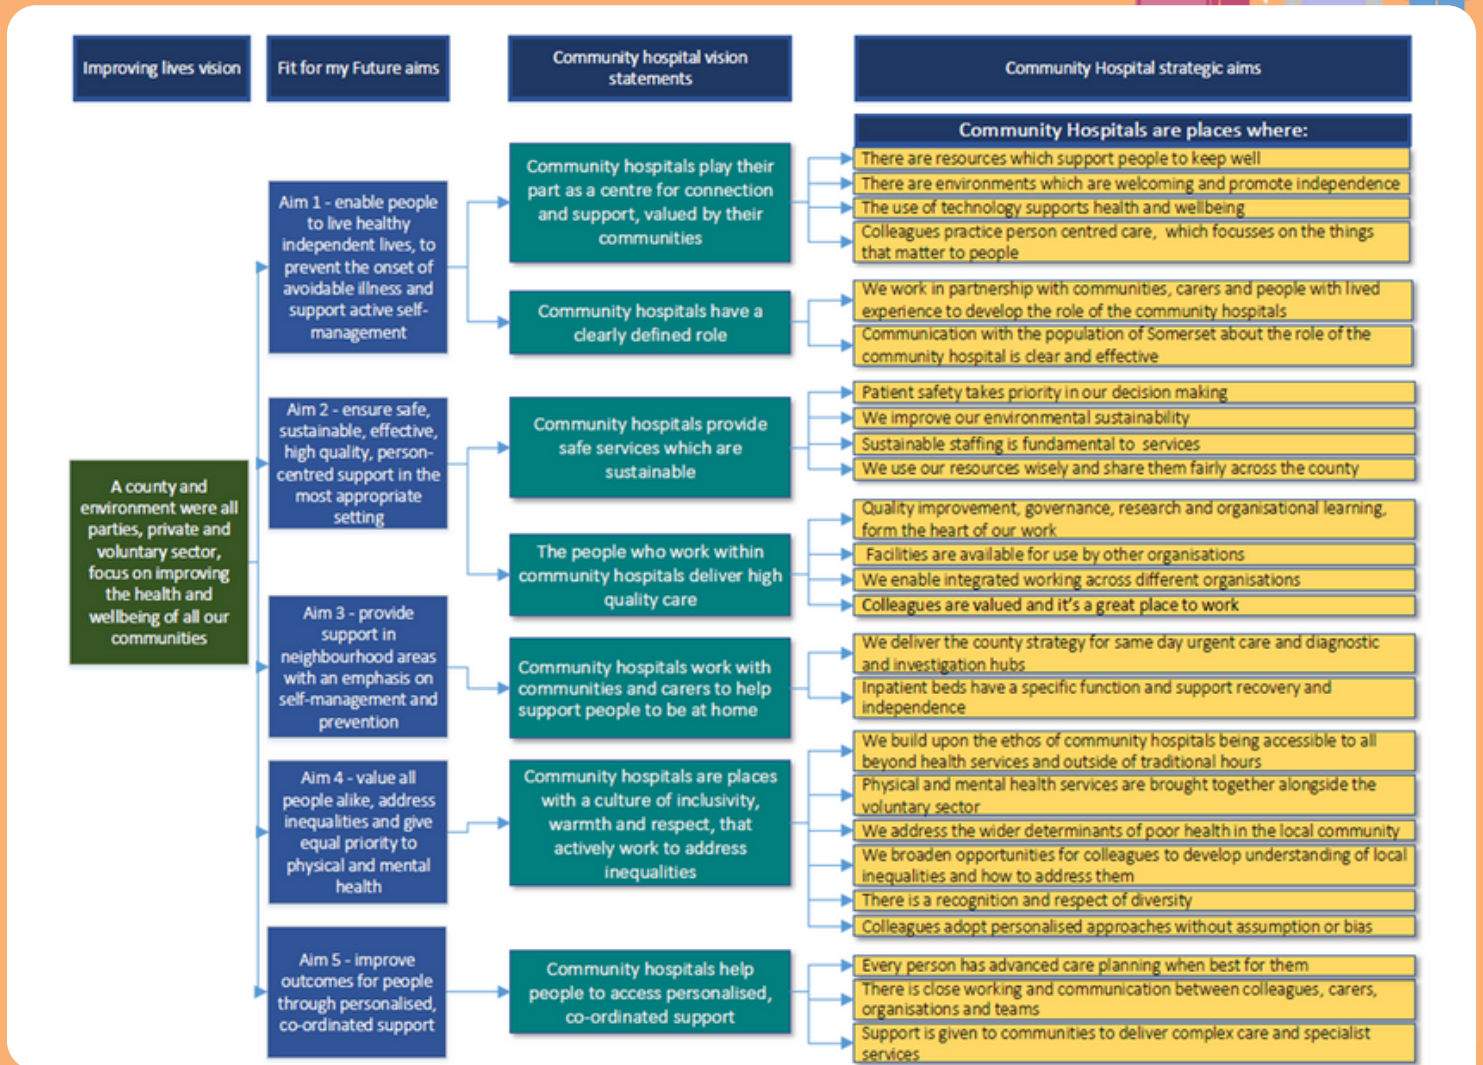 Improving lives vision
Fit for my Future aims
Community hospital vision
statements
Community Hospital strategic aims
Community Hospitals are places where:
A county and
environment were all
parties, private and
voluntary sector,
focus on improving
the health and
wellbeing of all our
communities
Aim 1 - enable people
to live healthy
independent lives, to
prevent the onset of
avoidable illness and
support active self-
management
Community hospitals play their
part as a centre for connection
and support, valued by their
communities
There are resources which support people to keep well
There are environments which are welcoming and promote independence
The use of technology supports health and wellbeing
Colleagues practice person centred care, which focusses on the things
that matter to people
Community hospitals have a
clearly defined role
We work in partnership with communities, carers and people with lived
experience to develop the role of the community hospitals
Communication with the population of Somerset about the role of the
community hospital is clear and effective
Aim 2 - ensure safe,
sustainable, effective,
high quality, person-
centred support in the
most appropriate
setting
Community hospitals provide
safe services which are
sustainable
Patient safety takes priority in our decision making
We improve our environmental sustainability
Sustainable staffing is fundamental to services
We use our resources wisely and share them fairly across the county
The people who work within
community hospitals deliver high
quality care
Quality improvement, governance, research and organisational learning,
form the heart of our work
Facilities are available for use by other organisations
We enable integrated working across different organisations
Colleagues are valued and it's a great place to work
Aim 3 - provide
support in
neighbourhood areas
with an emphasis on
self-management and
prevention
Community hospitals work with
communities and carers to help
support people to be at home
We deliver the county strategy for same day urgent care and diagnostic
and investigation hubs
Inpatient beds have a specific function and support recovery and
independence
Aim 4 - value all
people alike, address
inequalities and give
equal priority to
physical and mental
health
Community hospitals are places
with a culture of inclusivity,
warmth and respect, that
actively work to address
inequalities
We build upon the ethos of community hospitals being accessible to all
beyond health services and outside of traditional hours
Physical and mental health services are brought together alongside the
voluntary sector
We address the wider determinants of poor health in the local community
We broaden opportunities for colleagues to develop understanding of local
inequalities and how to address them
There is a recognition and respect of diversity
Colleagues adopt personalised approaches without assumption or bias
Aim 5 - improve
outcomes for people
through personalised,
co-ordinated support
Community hospitals help
people to access personalised,
co-ordinated support
Every person has advanced care planning when best for them
There is close working and communication between colleagues, carers,
organisations and teams
Support is given to communities to deliver complex care and specialist
services